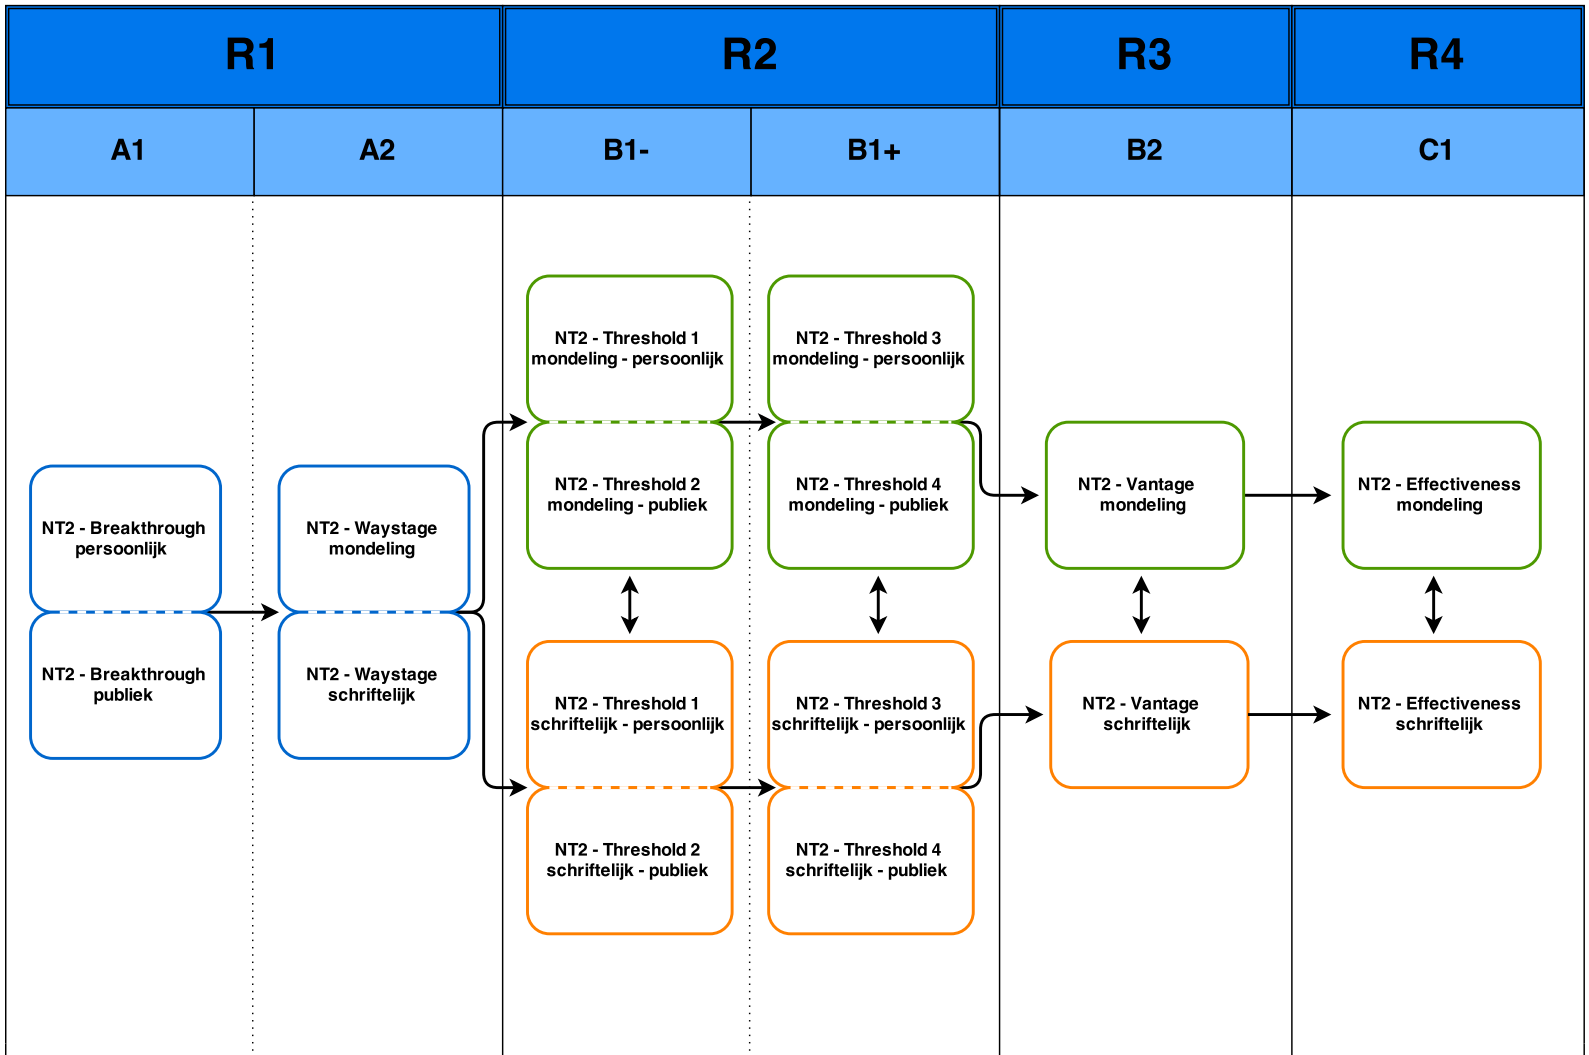 R1
R2
R3
R4
A1
A2
B1-
B1+
B2
C1
NT2 - Breakthrough
persoonlijk
NT2 - Breakthrough
publiek
NT2 - Waystage
mondeling
NT2 - Waystage
schriftelijk
NT2 - Threshold 1
mondeling - persoonlijk
NT2 - Threshold 2
mondeling - publiek
NT2 - Threshold 1
schriftelijk - persoonlijk
NT2 - Threshold 2
schriftelijk - publiek
NT2 - Threshold 3
mondeling - persoonlijk
NT2 - Threshold 4
mondeling - publiek
NT2 - Threshold 3
schriftelijk - persoonlijk
NT2 - Threshold 4
schriftelijk - publiek
NT2 - Vantage
mondeling
NT2 - Vantage
schriftelijk
NT2 - Effectiveness
mondeling
NT2 - Effectiveness
schriftelijk